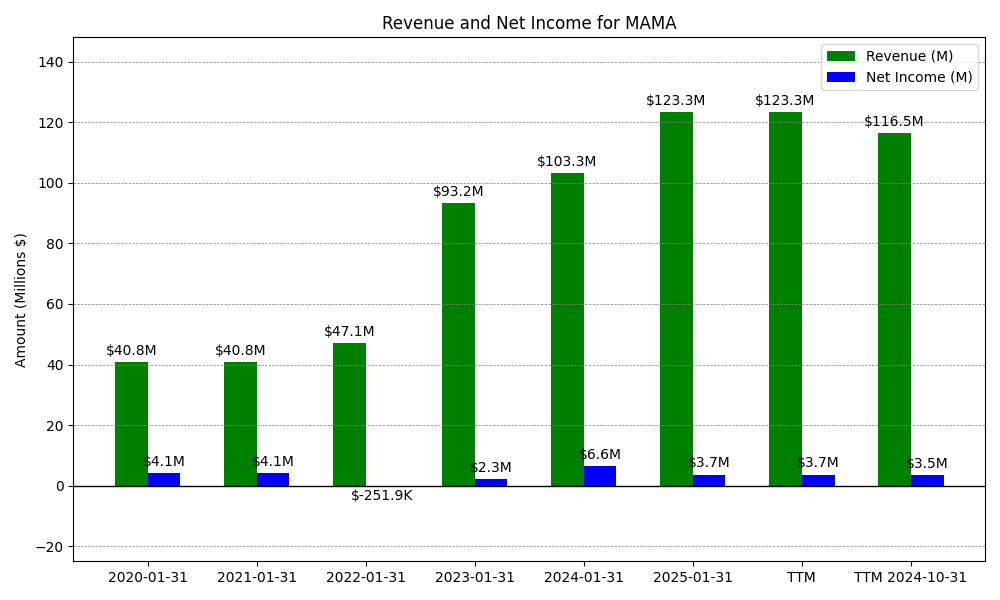 Revenue and Net Income for MAMA
Revenue (M)
Net Income (M)
Amount (Millions $)
140
120
100
80
60
40
20
0
−20
$40.8M
$4.1M
$40.8M
$4.1M
$47.1M
$-251.9K
$93.2M
$2.3M
$103.3M
$6.6M
$123.3M
$3.7M
$123.3M
$3.7M
$116.5M
$3.5M
2020-01-31
2021-01-31
2022-01-31
2023-01-31
2024-01-31
2025-01-31
TTM
TTM 2024-10-31